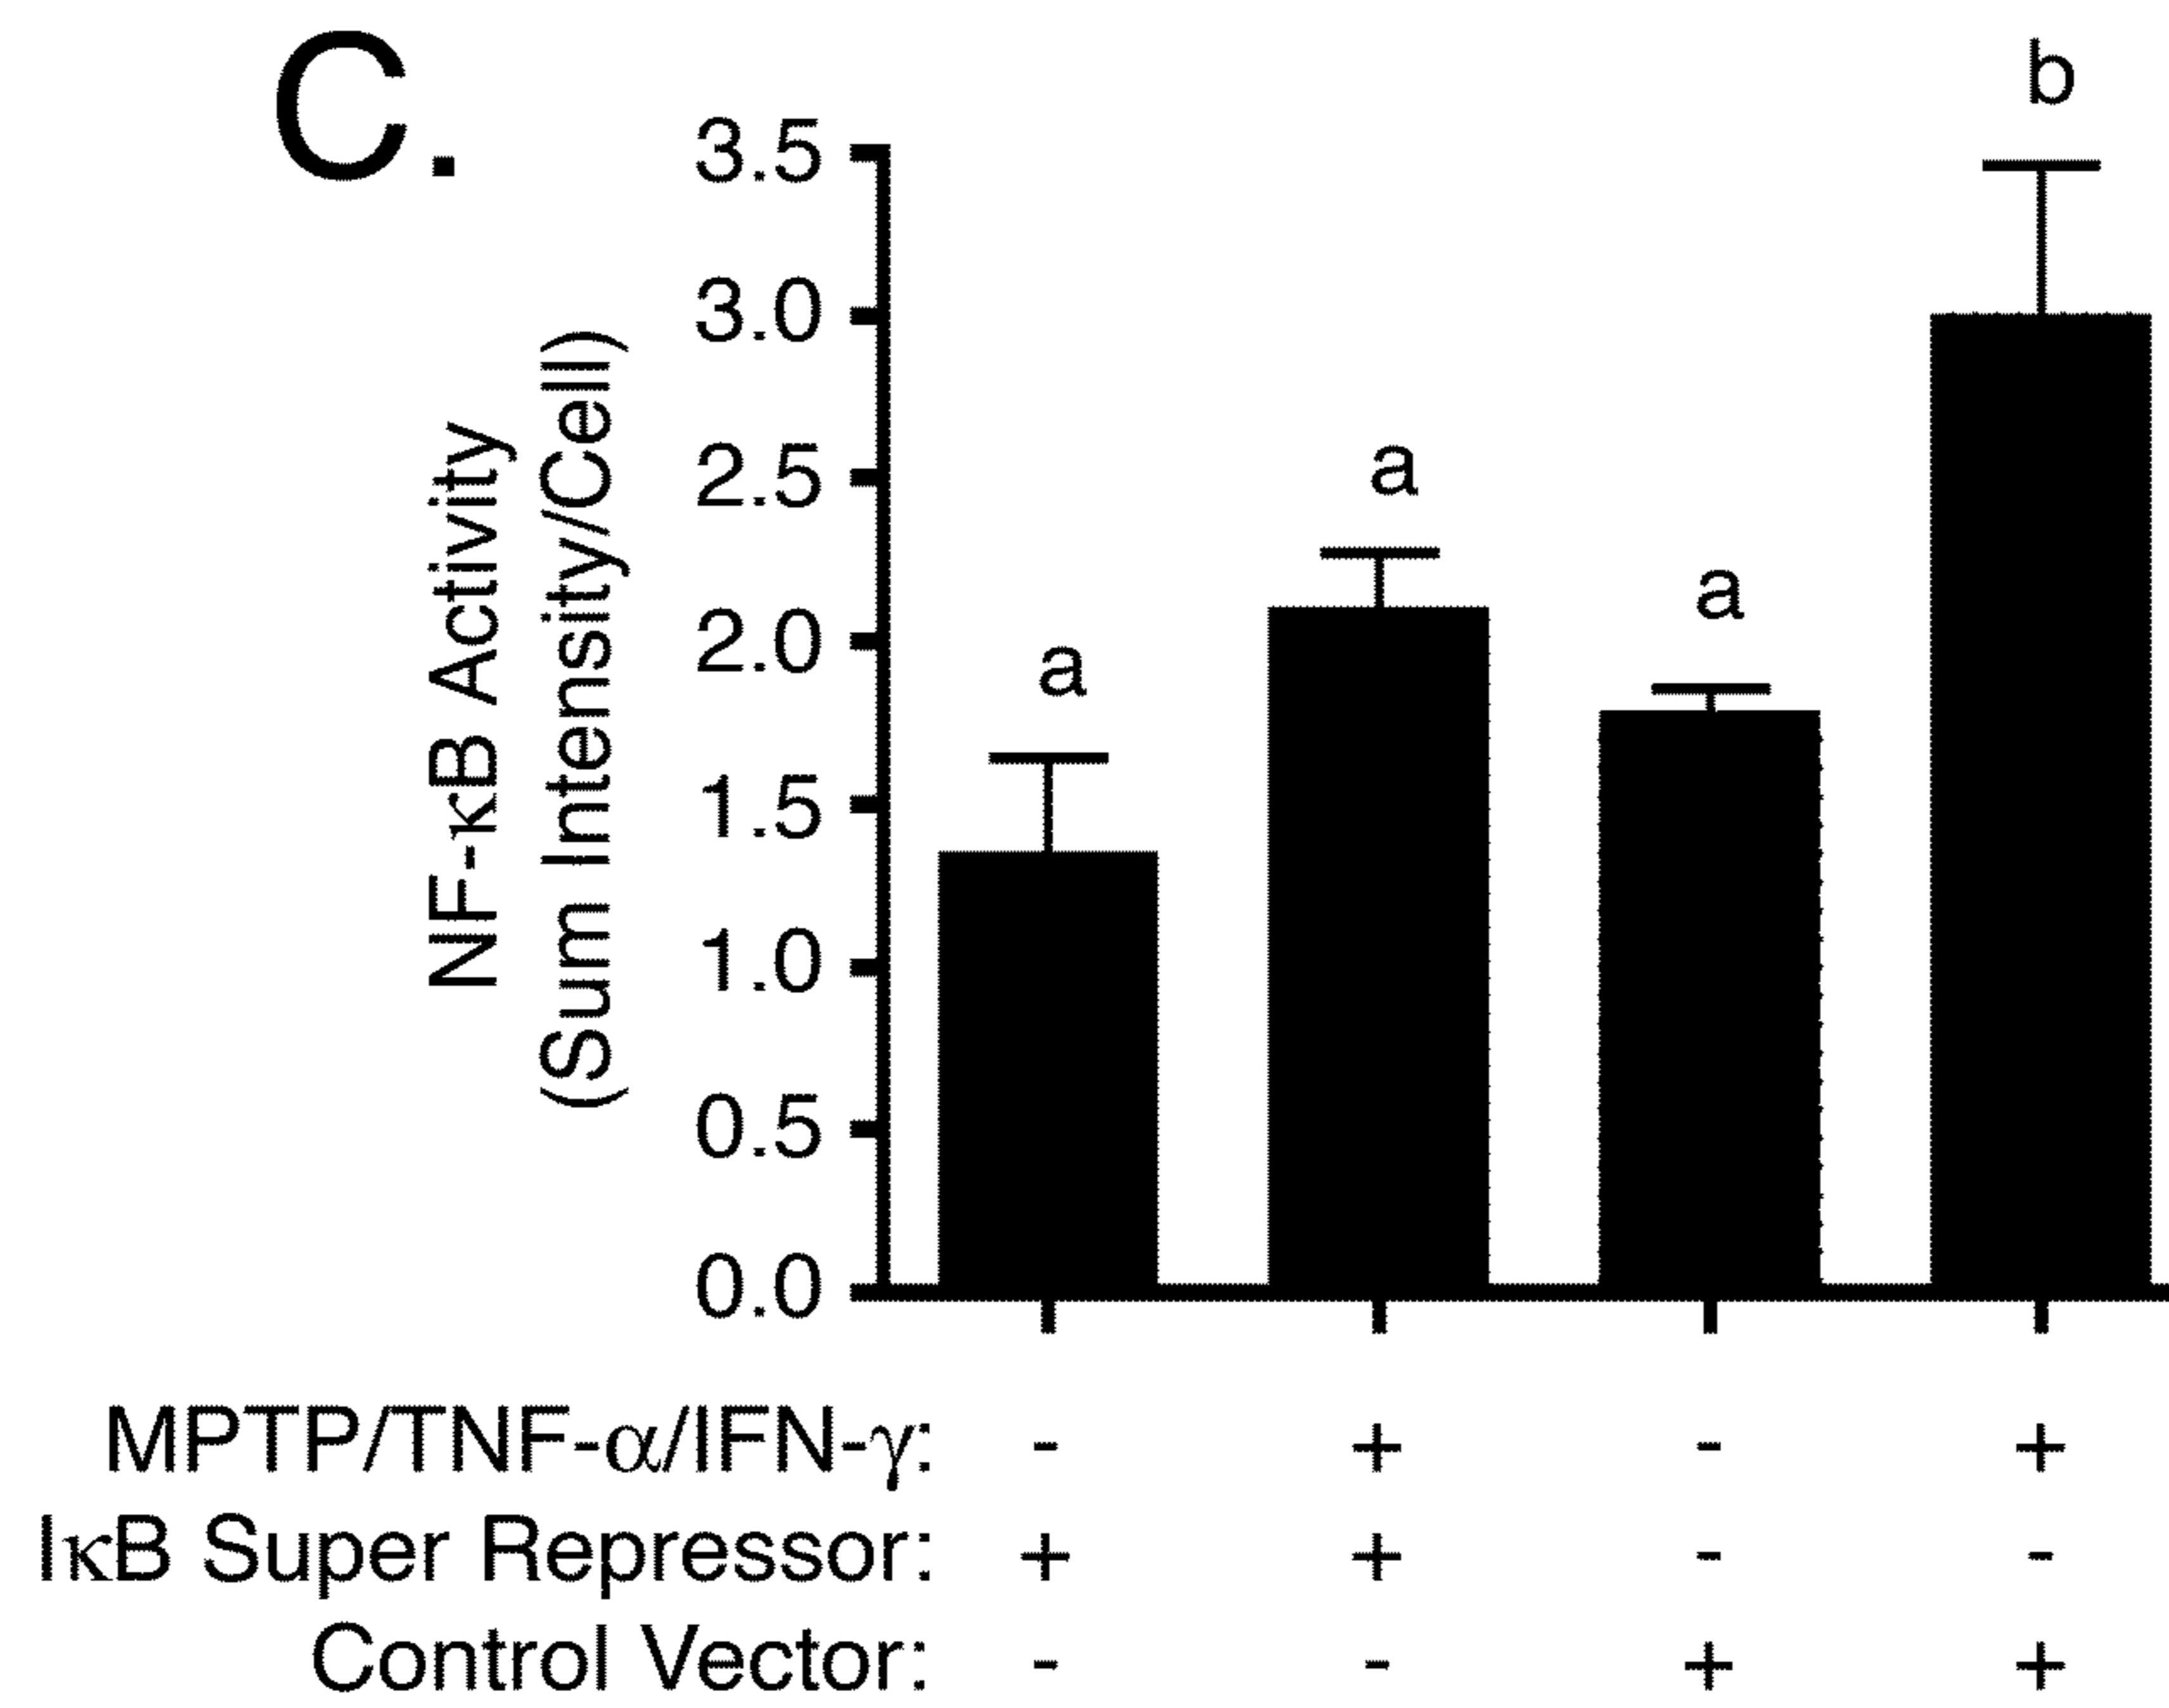 C.
b
3.5
3.0
a
2.5
a
2.0
a
1.5
1.0
0.5
0.0
NF-κB Activity
(Sum Intensity/Cell)
MPTP/TNF-α/IFN-γ: - + - +
IκB Super Repressor: + + - -
Control Vector: - - + +